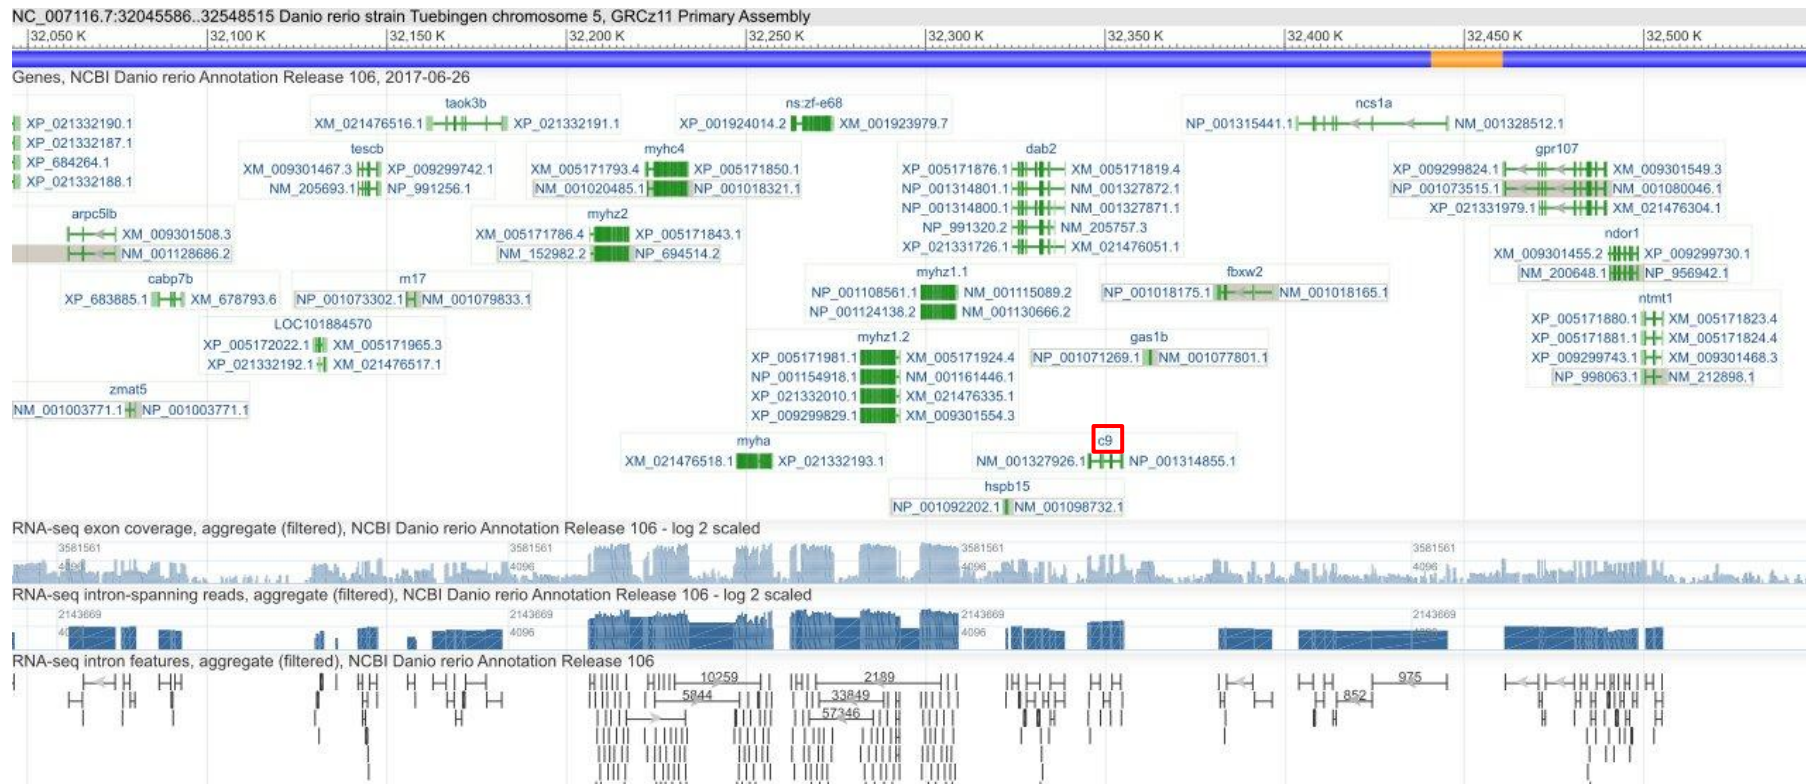 NC_007116.7:32045586..32548515 Danio rerio strain Tuebingen chromosome 5, GRCz11 Primary Assembly
32,050 K 32,100 K 32,150 K 32,200 K 32,250 K 32,300 K 32,350 K 32,400 K 32,450 K 32,500 K
Genes, NCBI Danio rerio Annotation Release 106, 2017-06-26
taok3b ns:zf-e68 ncs1a
XP_021332190.1 XM_021476516.1 XP_021332191.1 XP_001924014.2 XM_001923979.7 NP_001315441.1 NM_001328512.1
XP_021332187.1 tescb myhc4 dab2 gpr107
XP_684264.1 XM_009301467.3 XP_009299742.1 XM_005171793.4 XP_005171850.1 XP_005171876.1 XM_005171819.4 XP_009299824.1 XM_009301549.3
XP_021332188.1 NM_205693.1 NP_991256.1 NM_001020485.1 NP_001018321.1 NP_001314801.1 NM_001327872.1 NP_001073515.1 NM_001080046.1
NP_001314800.1 NM_001327871.1 XP_021331979.1 XM_021476304.1
arpc5lb myhz2 NP_991320.2 NM_205757.3 ndor1
XM_009301508.3 XM_005171786.4 XP_005171843.1 XP_021331726.1 XM_021476051.1 XM_009301455.2 XP_009299730.1
NM_001128686.2 NM_152982.2 NP_694514.2 NM_200648.1 NP_956942.1
cabp7b m17 myhz1.1 fbxw2 ntmt1
XP_683885.1 XM_678793.6 NP_001073302.1 NM_001079833.1 NP_001108561.1 NM_001115089.2 NP_001018175.1 NM_001018165.1
NP_001124138.2 NM_001130666.2 XP_005171880.1 XM_005171823.4
LOC101884570 myhz1.2 gas1b XP_005171881.1 XM_005171824.4
XP_005172022.1 XM_005171965.3 XP_005171981.1 XM_005171924.4 NP_001071269.1 NM_001077801.1 XP_009299743.1 XM_009301468.3
XP_021332192.1 XM_021476517.1 NP_001154918.1 NM_001161446.1 NP_998063.1 NM_212898.1
zmat5 XP_021332010.1 XM_021476335.1
NM_001003771.1 NP_001003771.1 XP_009299829.1 XM_009301554.3
myha c9
XM_021476518.1 XP_021332193.1 NM_001327926.1 NP_001314855.1
hspb15
NP_001092202.1 NM_001098732.1
RNA-seq exon coverage, aggregate (filtered), NCBI Danio rerio Annotation Release 106 - log 2 scaled
3581561 3581561 3581561 3581561
4096 4096 4096 4096
RNA-seq intron-spanning reads, aggregate (filtered), NCBI Danio rerio Annotation Release 106 - log 2 scaled
2143669 2143669 2143669 2143669
4096 4096
RNA-seq intron features, aggregate (filtered), NCBI Danio rerio Annotation Release 106
10259 2189 975
5844 33849 852
57346